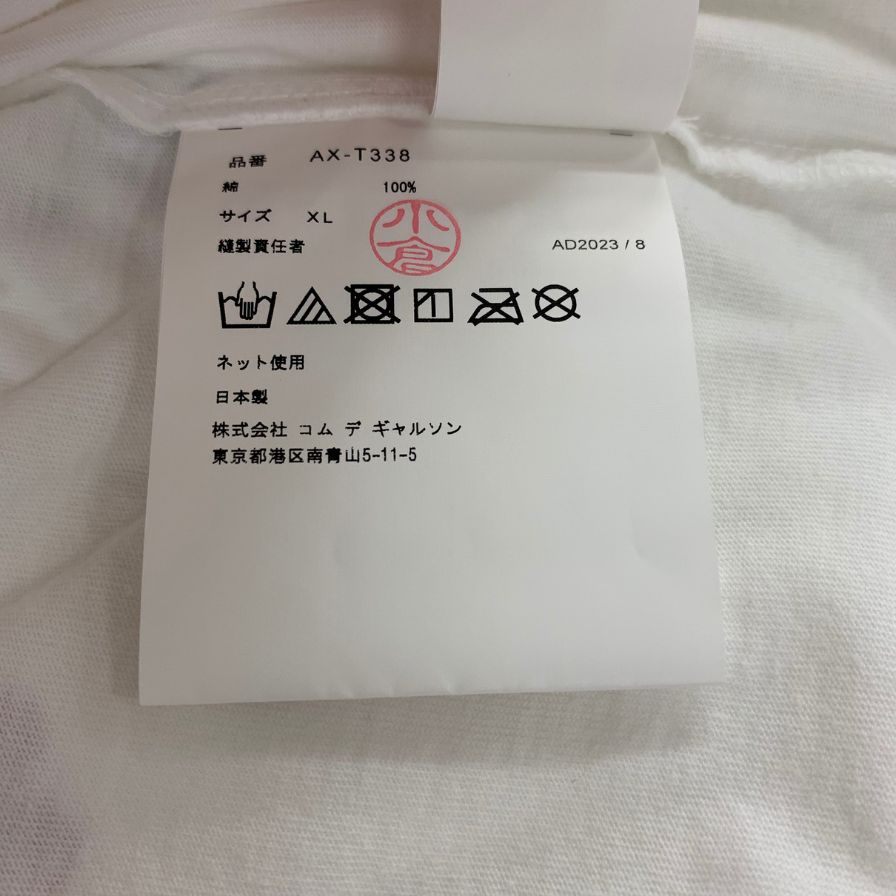 品番 AX-T338
綿 100%
サイズ XL
縫製責任者 小倉 AD2023 / 8
ネット使用
日本製
株式会社 コム デ ギャルソン
東京都港区南青山5-11-5